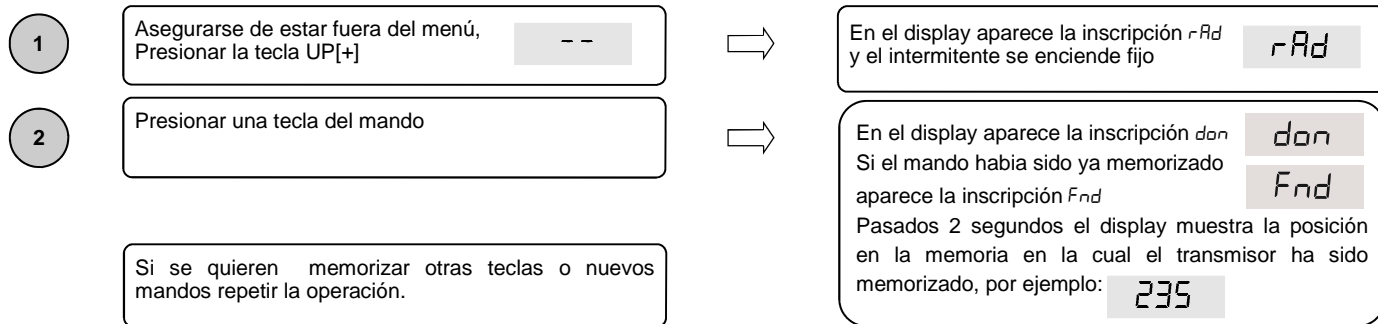 1
Asegurarse de estar fuera del menú,
Presionar la tecla UP[+]
--
En el display aparece la inscripción rAd
y el intermitente se enciende fijo
rAd
2
Presionar una tecla del mando
En el display aparece la inscripción don
don
Si el mando habia sido ya memorizado
aparece la inscripción Fnd
Fnd
Pasados 2 segundos el display muestra la posición
en la memoria en la cual el transmisor ha sido
memorizado, por ejemplo: 235
Si se quieren memorizar otras teclas o nuevos
mandos repetir la operación.